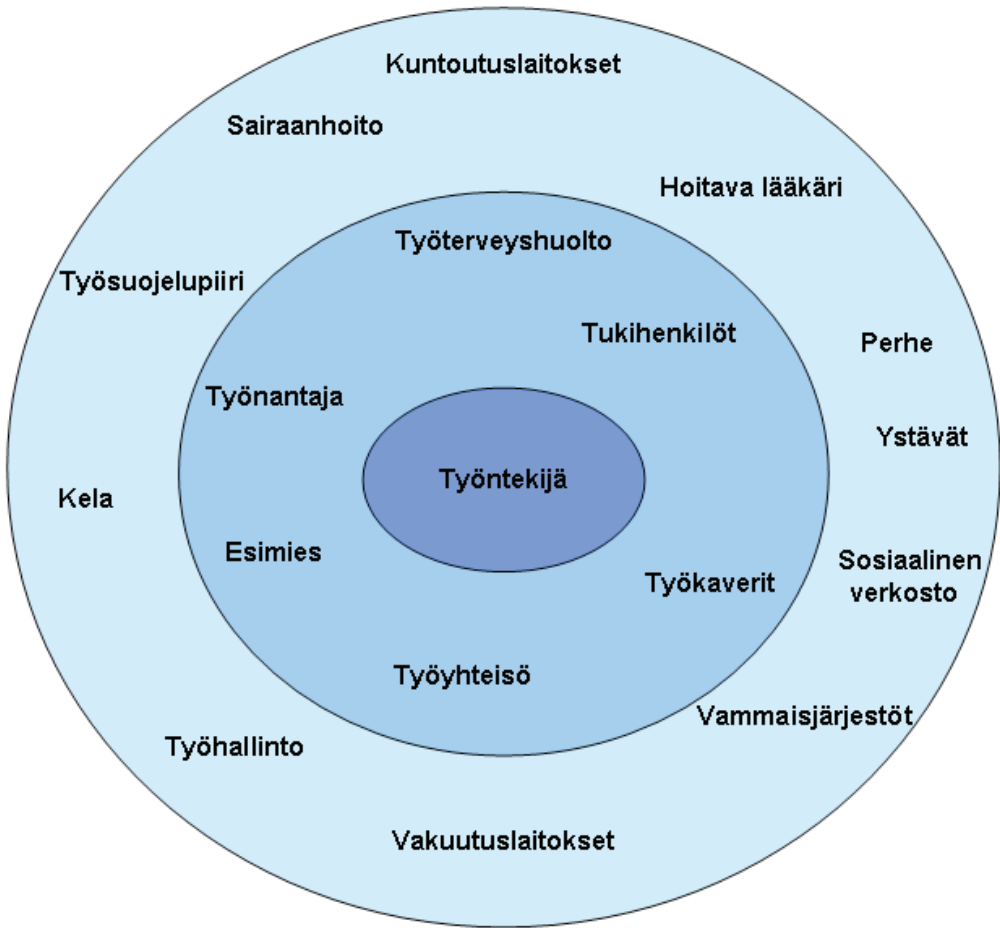 Kuntoutuslaitokset
Sairaanhoito
Hoitava lääkäri
Työterveyshuolto
Työsuojelupiiri
Tukihenkilöt
Perhe
Työnantaja
Ystävät
Työntekijä
Kela
Esimies
Sosiaalinen
verkosto
Työkaverit
Työyhteisö
Vammaisjärjestöt
Työhallinto
Vakuutuslaitokset